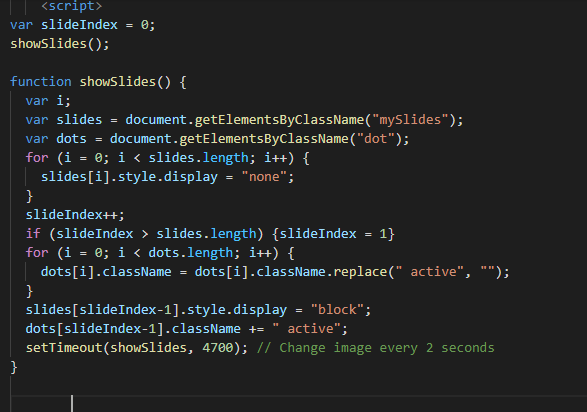 <script>
var slideIndex = 0;
showSlides();
function showSlides() {
var i;
var slides = document.getElementsByClassName("mySlides");
var dots = document.getElementsByClassName("dot");
for (i = 0; i < slides.length; i++) {
slides[i].style.display = "none";
}
slideIndex++;
if (slideIndex > slides.length) {slideIndex = 1}
for (i = 0; i < dots.length; i++) {
dots[i].className = dots[i].className.replace(" active", "");
}
slides[slideIndex-1].style.display = "block";
dots[slideIndex-1].className += " active";
setTimeout(showSlides, 4700); // Change image every 2 seconds
}